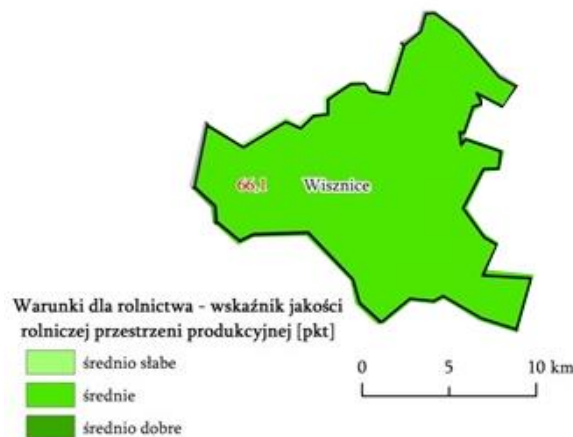 66,1 Wisznice
Warunki dla rolnictwa - wskaźnik jakości
rolniczej przestrzeni produkcyjnej [pkt]
średnio słabe
średnie
średnio dobre
0 5 10 km